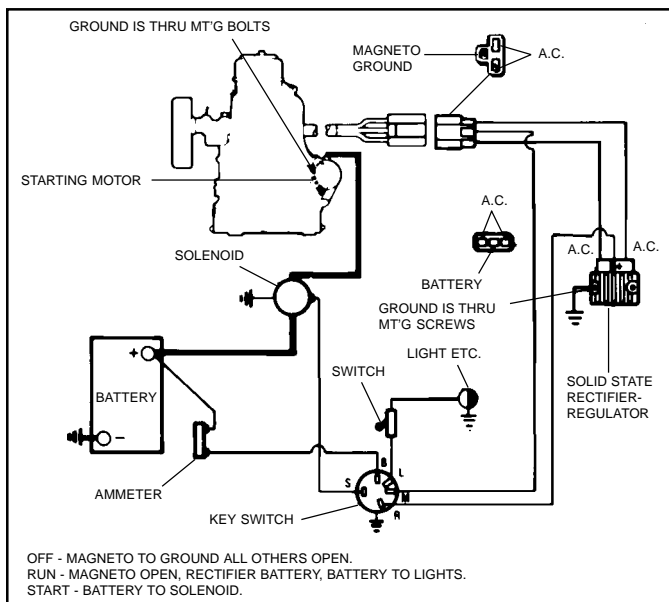 GROUND IS THRU MT'G BOLTS
MAGNETO
GROUND
A.C.
STARTING MOTOR
A.C.
SOLENOID
A.C.
A.C.
+
BATTERY
GROUND IS THRU
MT'G SCREWS
LIGHT ETC.
SWITCH
SOLID STATE
RECTIFIER-
REGULATOR
+
BATTERY
-
AMMETER
B
L
S
M
R
KEY SWITCH
OFF - MAGNETO TO GROUND ALL OTHERS OPEN.
RUN - MAGNETO OPEN, RECTIFIER BATTERY, BATTERY TO LIGHTS.
START - BATTERY TO SOLENOID.